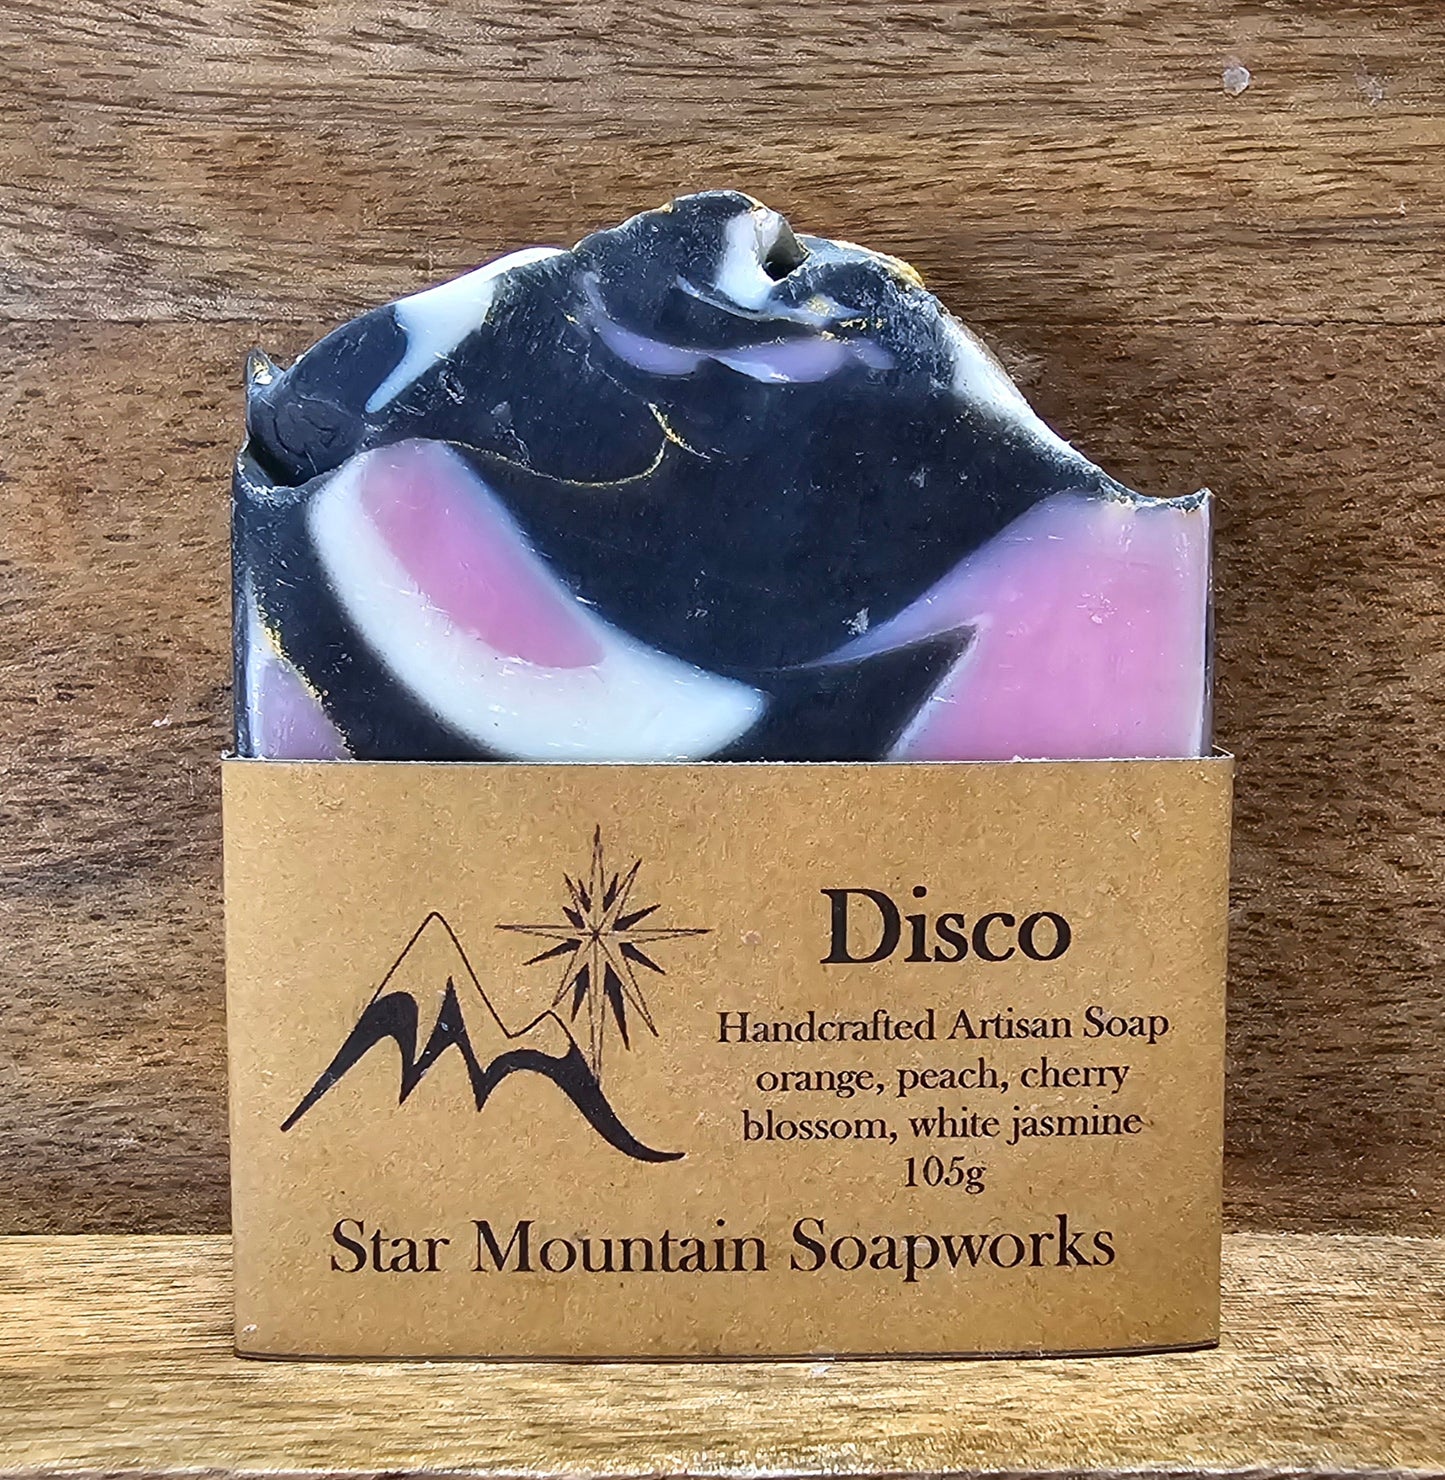 Disco
Handcrafted Artisan Soap
orange, peach, cherry
blossom, white jasmine
105g
Star Mountain Soapworks